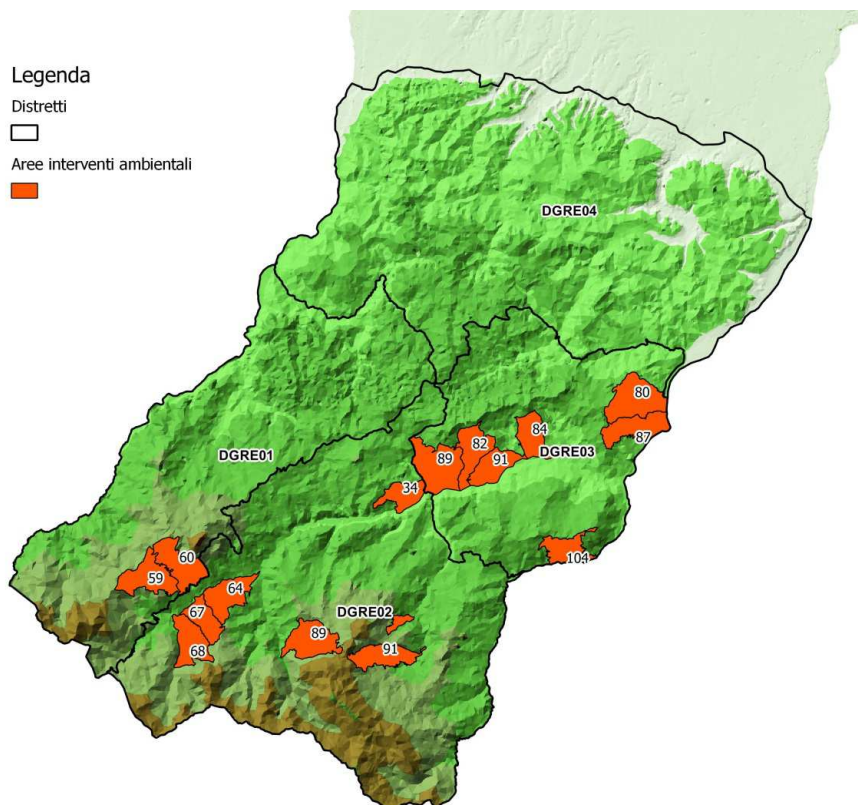 Legenda
Distretti
Aree interventi ambientali
DGRE04
80
84
82
87
89
91
DGRE03
DGRE01
34
104
60
59
64
67
DGRE02
89
68
91